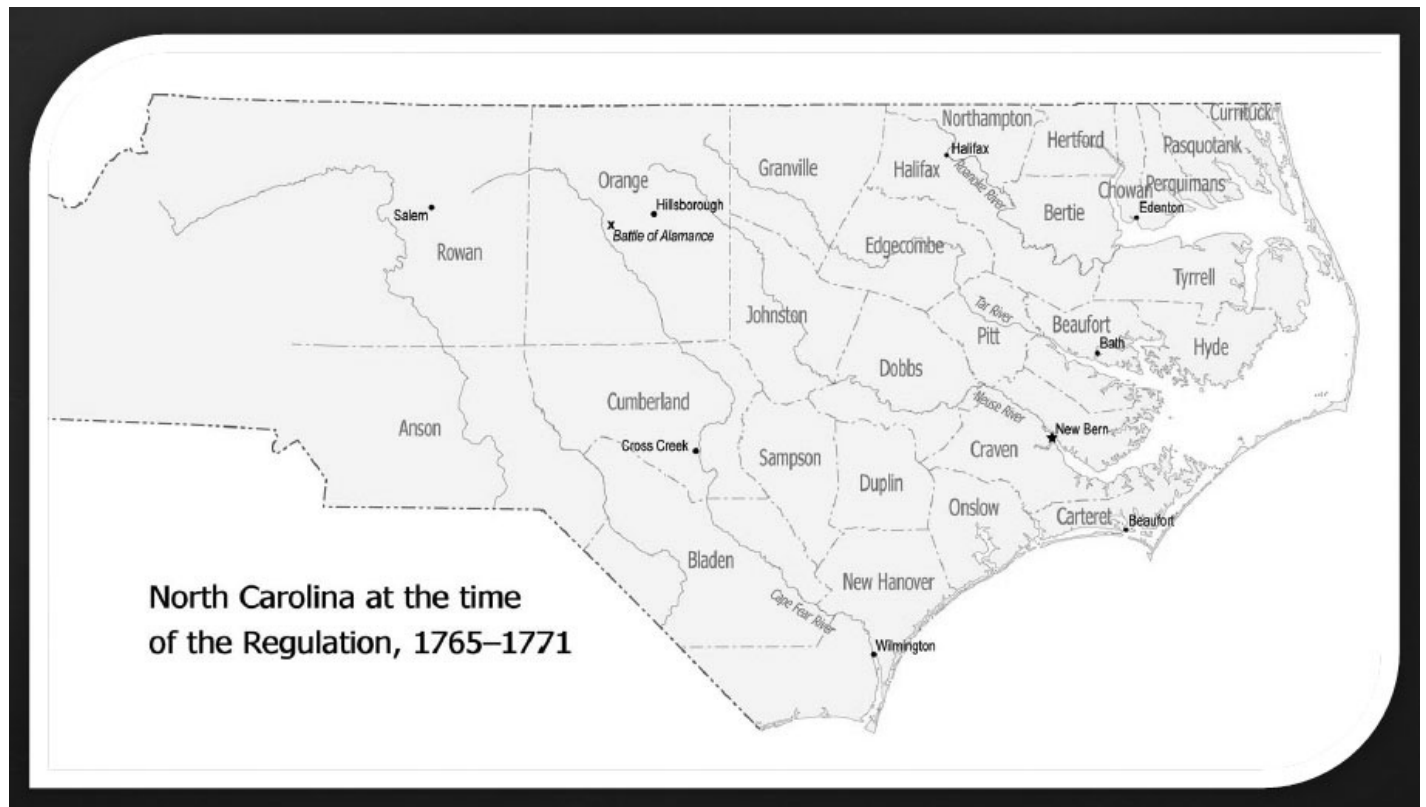 Currituck
Northampton
Hertford
Pasquotank
Halifax
Granville
Halifax
Roanoke River
Orange
Chowan
Perquimans
Hillsborough
Bertie
Edenton
Salem
x
Battle of Alamance
Edgecombe
Rowan
Tyrrell
Johnston
Tar River
Beaufort
Pitt
Bath
Hyde
Dobbs
Cumberland
Neuse River
Anson
New Bern
Cross Creek
Craven
Sampson
Duplin
Onslow
Carteret
Beaufort
Bladen
New Hanover
Cape Fear River
North Carolina at the time
of the Regulation, 1765–1771
Wilmington